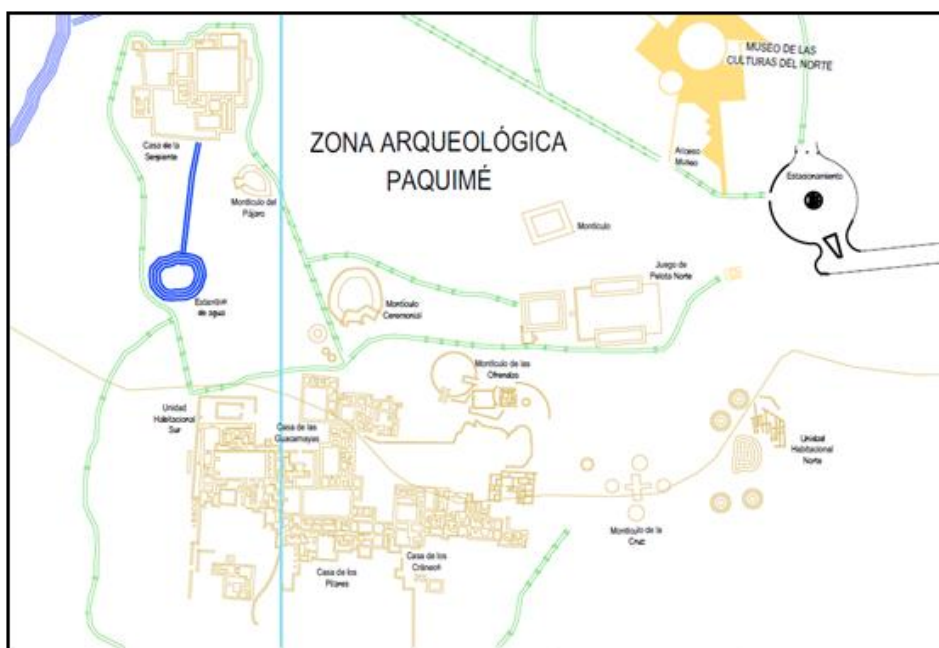 MUSEO DE LAS
CULTURAS DEL NORTE
ZONA ARQUEOLÓGICA
PAQUIMÉ
Casa de la
Serpiente
Acceso
Museo
Estacionamiento
Montículo del
Pájaro
Montículo
Juego de
Pelota Norte
Estanque
de agua
Montículo
Ceremonial
Montículo de las
Ofrendas
Unidad
Habitacional
Sur
Casa de las
Guacamayas
Unidad
Habitacional
Norte
Montículo de la
Cruz
Casa de los
Cráneos
Casa de los
Pilares